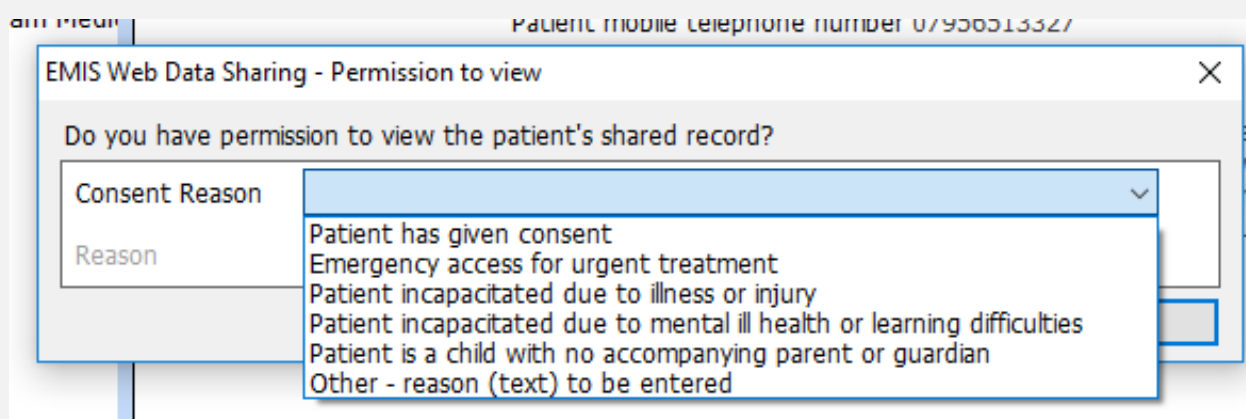 Patient mobile telephone number 07956513327
EMIS Web Data Sharing - Permission to view
Do you have permission to view the patient's shared record?
Consent Reason
Reason
Patient has given consent
Emergency access for urgent treatment
Patient incapacitated due to illness or injury
Patient incapacitated due to mental ill health or learning difficulties
Patient is a child with no accompanying parent or guardian
Other - reason (text) to be entered